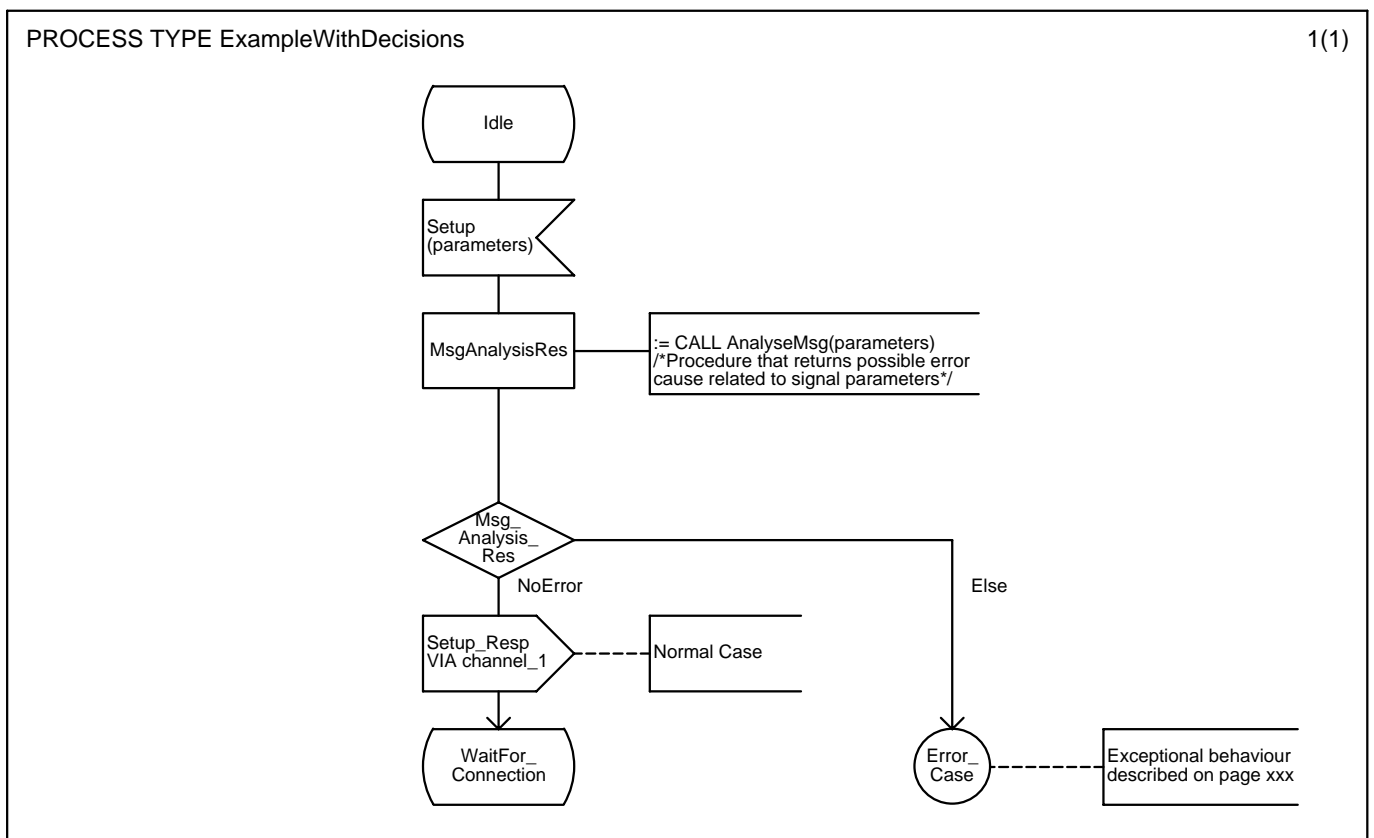 PROCESS TYPE ExampleWithDecisions
1(1)
Idle
Setup
(parameters)
MsgAnalysisRes
:= CALL AnalyseMsg(parameters)
/*Procedure that returns possible error
cause related to signal parameters*/
Msg_
Analysis_
Res
NoError
Else
Setup_Resp
VIA channel_1
Normal Case
WaitFor_
Connection
Error_
Case
Exceptional behaviour
described on page xxx